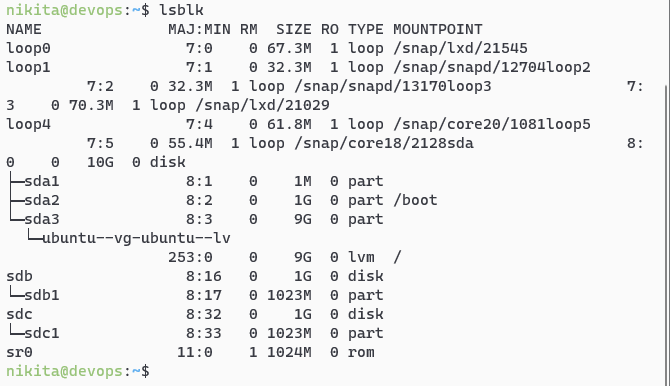 nikita@devops:~$ lsblk
NAME                      MAJ:MIN RM  SIZE RO TYPE MOUNTPOINT
loop0                       7:0    0 67.3M  1 loop /snap/lxd/21545
loop1                       7:1    0 32.3M  1 loop /snap/snapd/12704loop2
         7:2    0 32.3M  1 loop /snap/snapd/13170loop3               7:
3    0 70.3M  1 loop /snap/lxd/21029
loop4                       7:4    0 61.8M  1 loop /snap/core20/1081loop5
         7:5    0 55.4M  1 loop /snap/core18/2128sda                 8:
0    0   10G  0 disk
├─sda1                      8:1    0    1M  0 part
├─sda2                      8:2    0    1G  0 part /boot
└─sda3                      8:3    0    9G  0 part
  └─ubuntu--vg-ubuntu--lv
                          253:0    0    9G  0 lvm  /
sdb                         8:16   0    1G  0 disk
└─sdb1                      8:17   0 1023M  0 part
sdc                         8:32   0    1G  0 disk
└─sdc1                      8:33   0 1023M  0 part
sr0                        11:0    1 1024M  0 rom
nikita@devops:~$